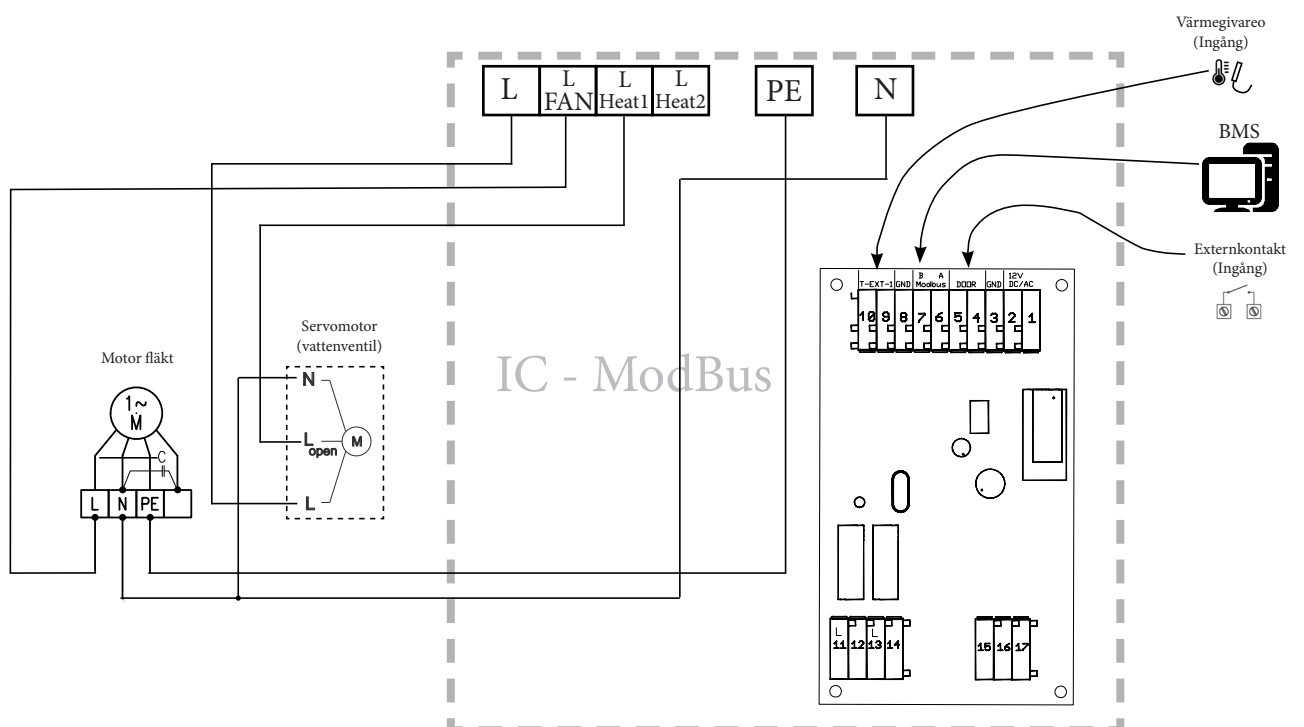 Värmegivareo
(Ingång)
BMS
Externkontakt
(Ingång)
L
L
FAN
L
Heat1
L
Heat2
PE
N
T-EXT-1 GND B A Modbus DOOR GND 12V DC/AC
L
10 9 8 7 6 5 4 3 2 1
Servomotor
(vattenventil)
N
L
open
M
L
Motor fläkt
1~
M
C
L N PE
IC - ModBus
L L
11 12 13 14
15 16 17